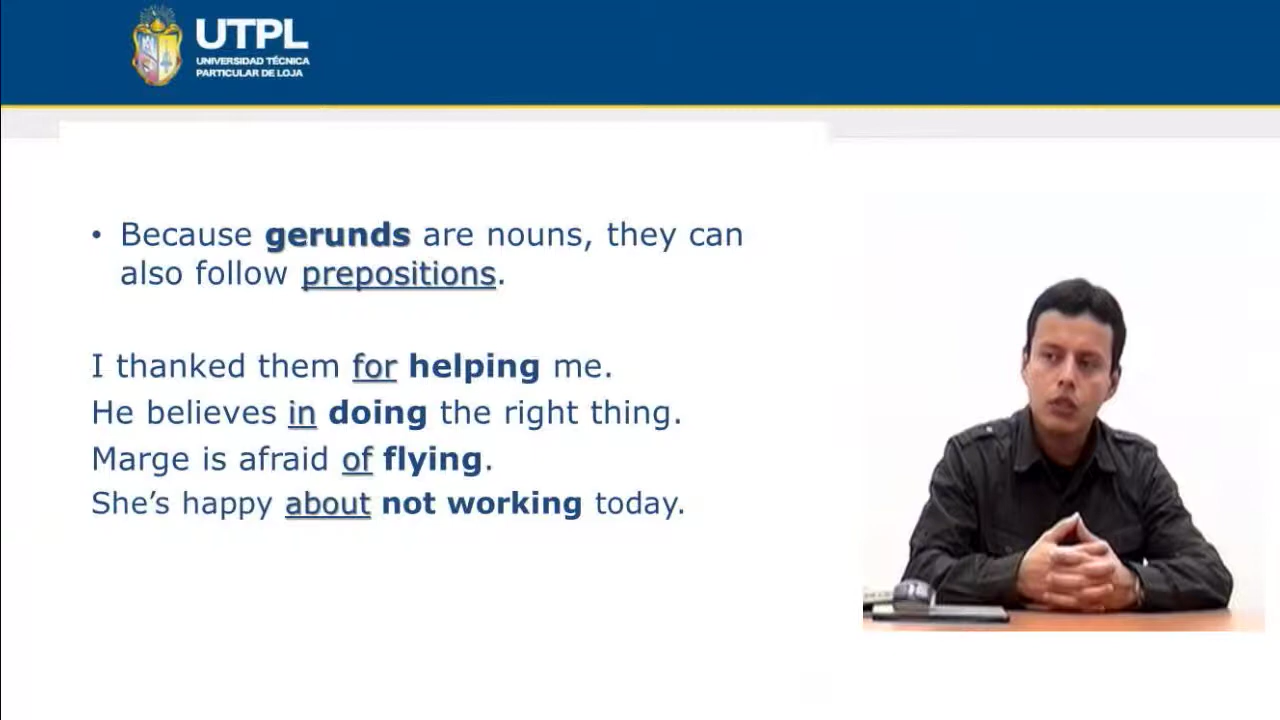 UTPL
UNIVERSIDAD TÉCNICA
PARTICULAR DE LOJA
• Because gerunds are nouns, they can
also follow prepositions.
I thanked them for helping me.
He believes in doing the right thing.
Marge is afraid of flying.
She’s happy about not working today.